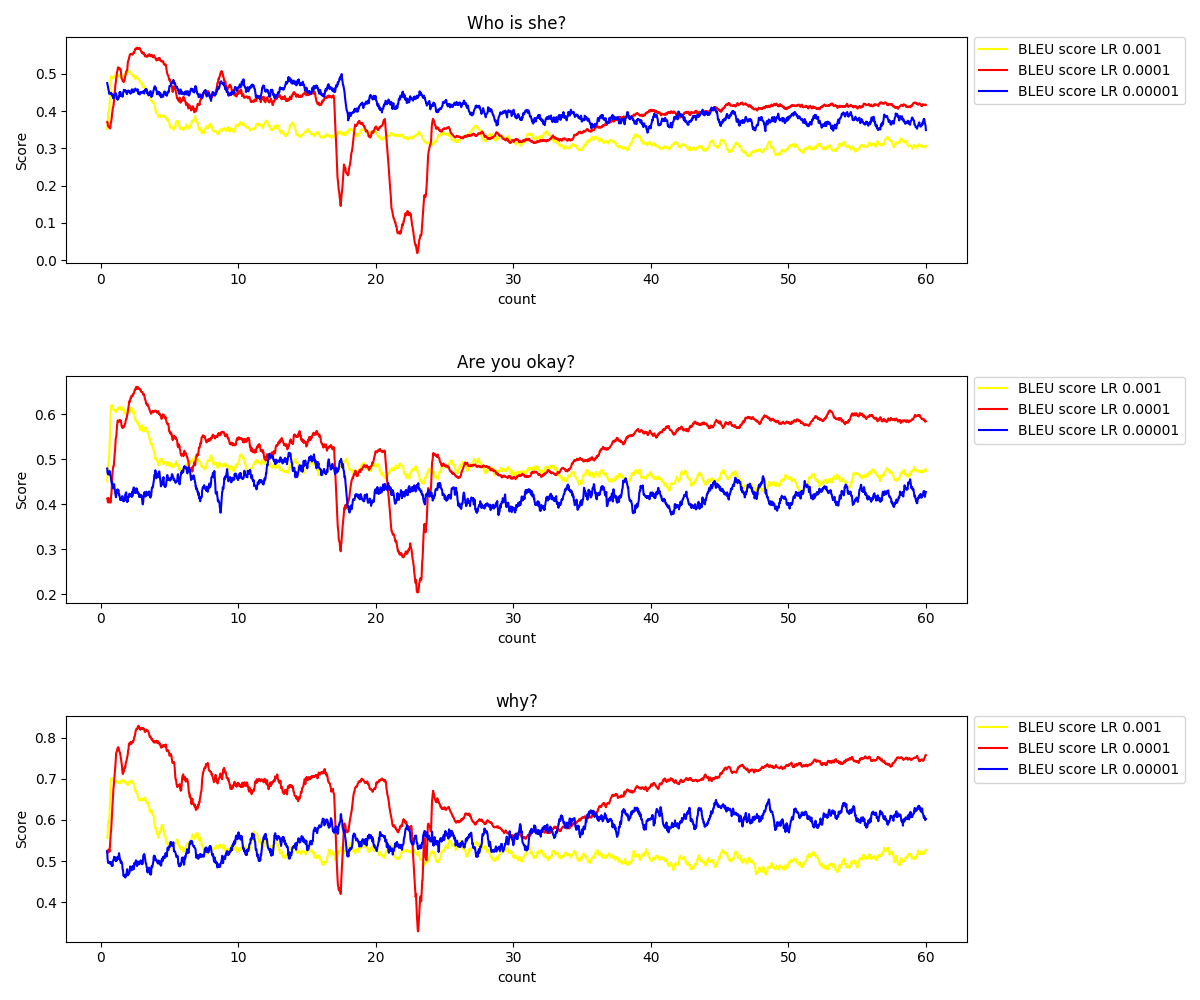 Who is she?
BLEU score LR 0.001
BLEU score LR 0.0001
BLEU score LR 0.00001
Score
0.5
0.4
0.3
0.2
0.1
0.0
0 10 20 30 40 50 60
count
Are you okay?
BLEU score LR 0.001
BLEU score LR 0.0001
BLEU score LR 0.00001
Score
0.6
0.5
0.4
0.3
0.2
0 10 20 30 40 50 60
count
why?
BLEU score LR 0.001
BLEU score LR 0.0001
BLEU score LR 0.00001
Score
0.8
0.7
0.6
0.5
0.4
0 10 20 30 40 50 60
count